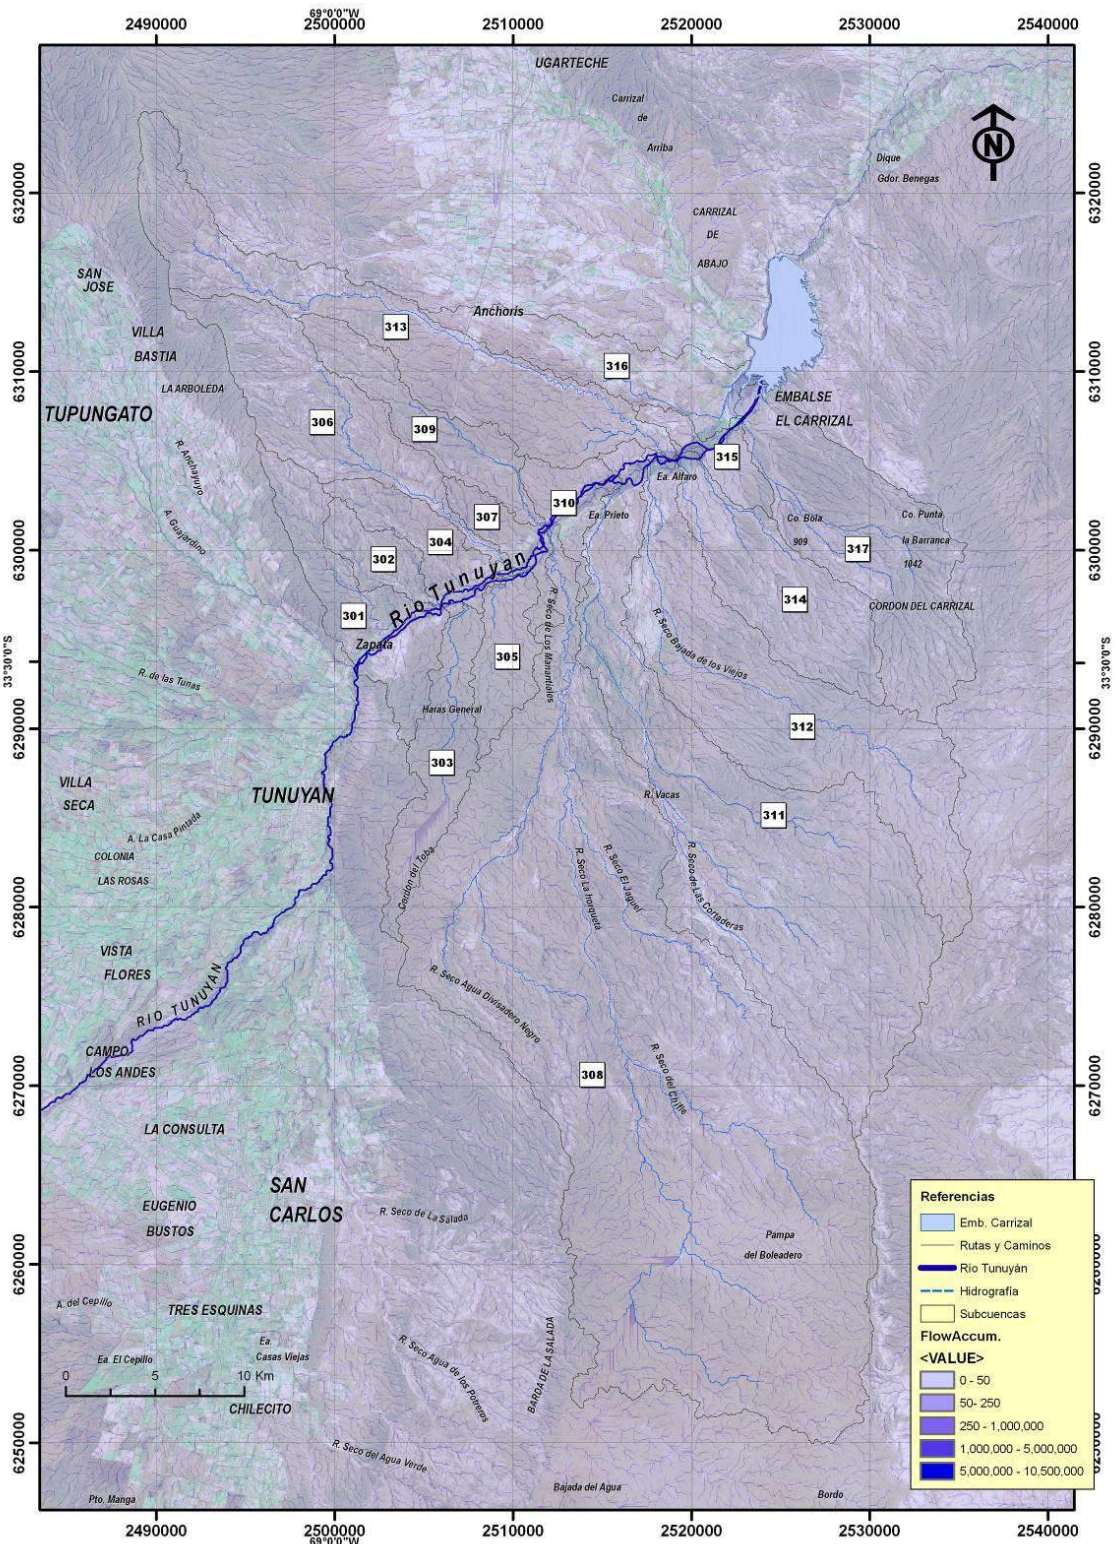 69°0'0"W
2490000 2500000 2510000 2520000 2530000 2540000
UGARTECHE
Carrizal
de
Arriba
N
Dique
Gdor. Benegas
6320000 6320000
CARRIZAL
DE
ABAJO
SAN
JOSE
Anchoris
313
VILLA
BASTIA
316
6310000 6310000
LA ARBOLEDA
EMBALSE
EL CARRIZAL
TUPUNGATO
306
309
R. Anchayuyo
315
Ea. Alfaro
310
Ea. Prieto
307
A. Guajardino
Co. Bola
909
Co. Punta
la Barranca
1042
304
302
317
6300000 6300000
Rio Tunuyan
314
CORDON DEL CARRIZAL
301
R. Seco de Los Manantiales
R. Seco Bajada de los Viejos
Zapata
305
33°30'0"S 33°30'0"S
R. de las Tunas
Haras General
312
6290000 6290000
303
VILLA
SECA
TUNUYAN
R. Vacas
311
A. La Casa Pintada
COLONIA
LAS ROSAS
Cordon del Toba
R. Seco La horqueta
R. Seco El Jaguel
R. Seco de Las Cortaderas
6280000 6280000
VISTA
FLORES
RIO TUNUYAN
R. Seco Agua Divisadero Negro
CAMPO
LOS ANDES
308
R. Seco del Chifle
6270000 6270000
LA CONSULTA
SAN
CARLOS
EUGENIO
BUSTOS
R. Seco de La Salada
Pampa
del Boleadero
6260000
A. del Cepillo
TRES ESQUINAS
Ea.
Casas Viejas
Ea. El Cepillo
R. Seco Agua de los Potreros
BARDA DE LA SALADA
0 5 10 Km
CHILECITO
6250000
R. Seco del Agua Verde
Pto. Manga
Bajada del Agua
Bordo
Referencias
Emb. Carrizal
Rutas y Caminos
Río Tunuyán
Hidrografía
Subcuencas
FlowAccum.
<VALUE>
0 - 50
50- 250
250 - 1,000,000
1,000,000 - 5,000,000
5,000,000 - 10,500,000
2490000 2500000 2510000 2520000 2530000 2540000
69°0'0"W